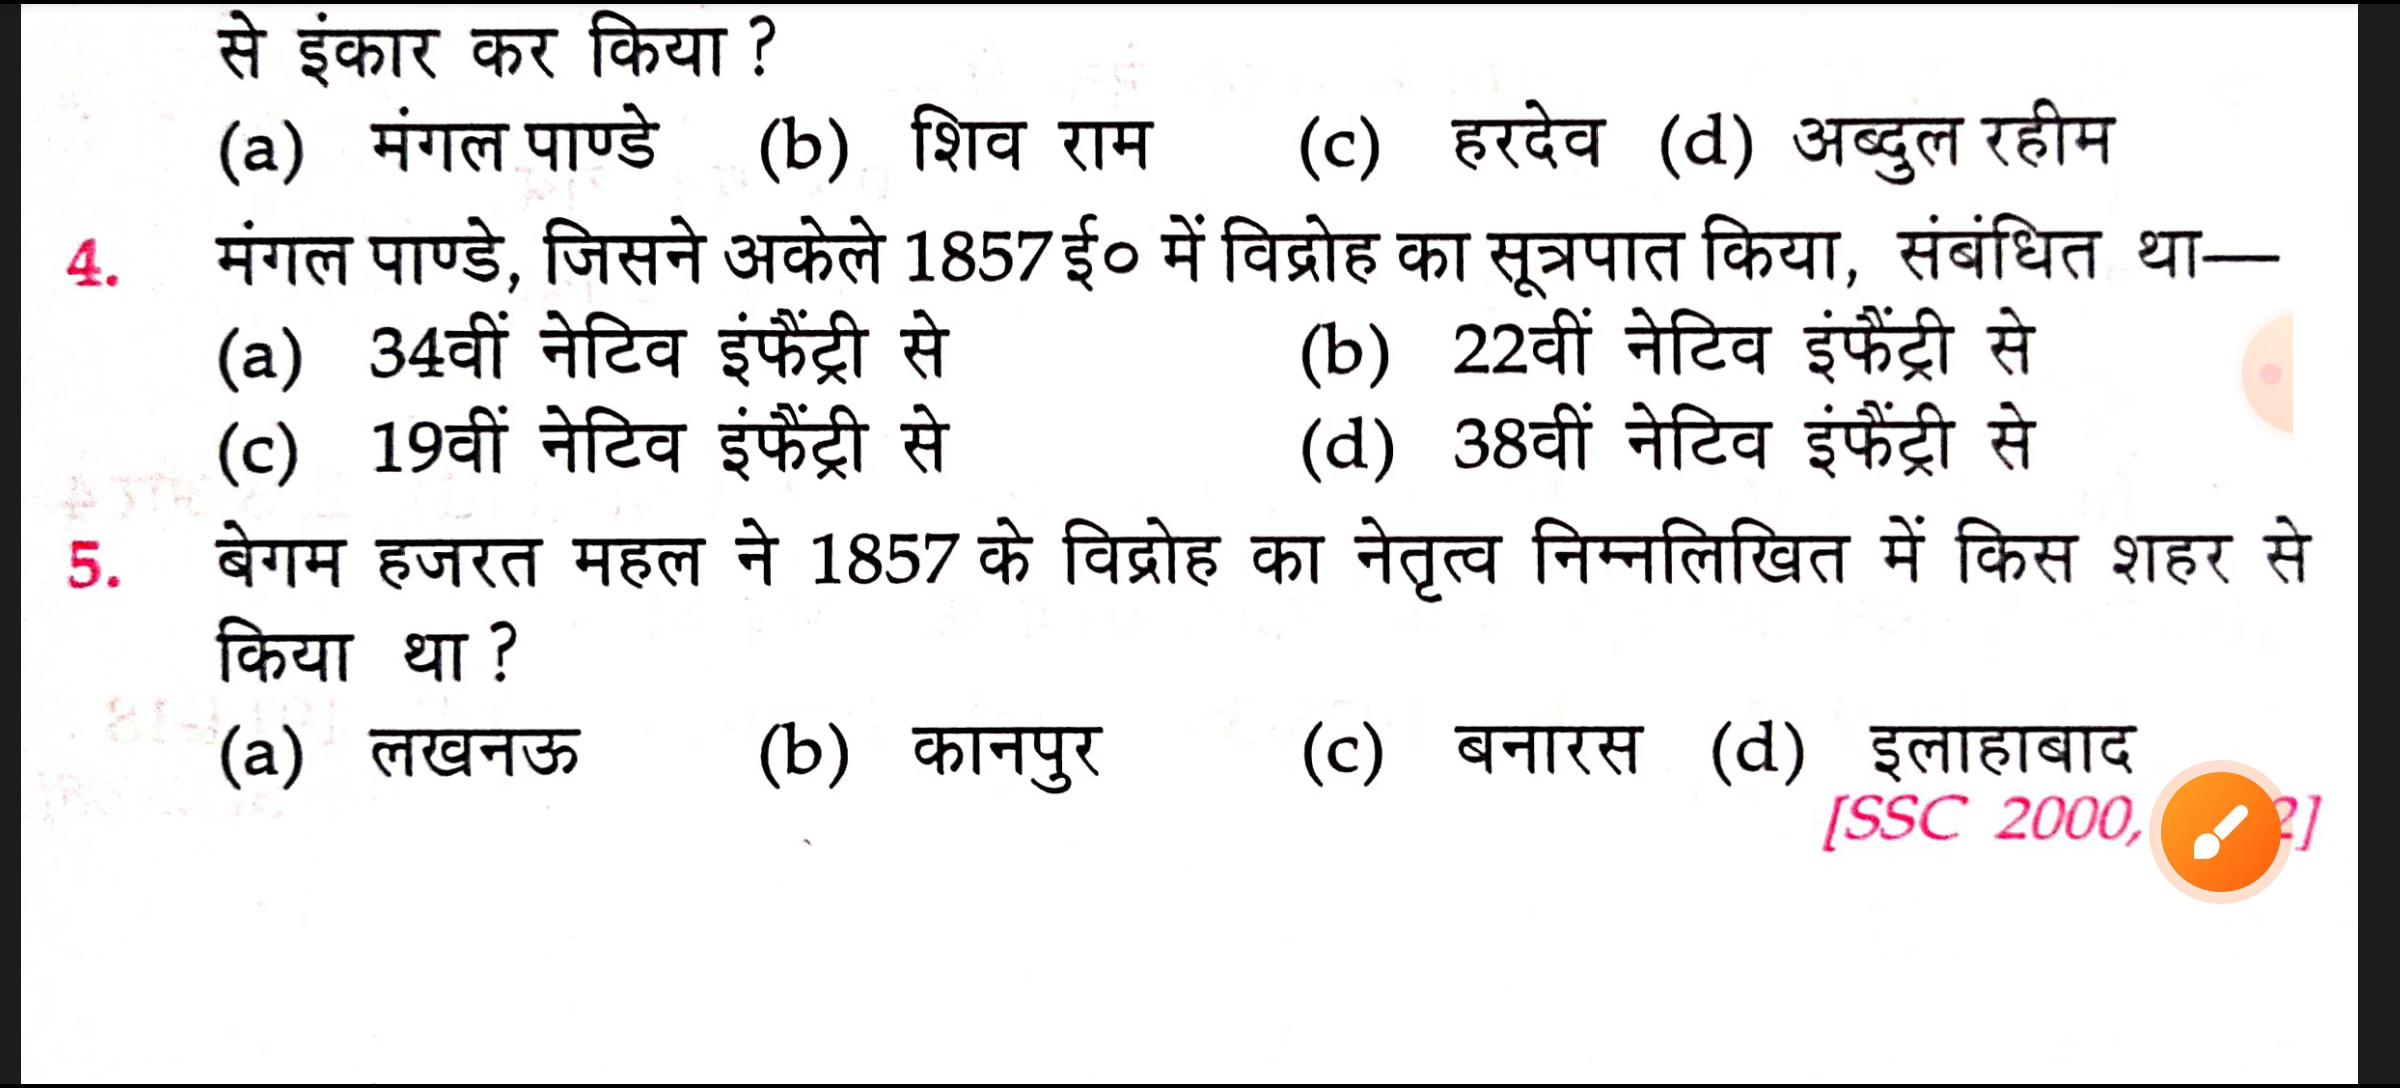 से इंकार कर किया ?
(a) मंगल पाण्डे (b) शिव राम (c) हरदेव (d) अब्दुल रहीम
4. मंगल पाण्डे, जिसने अकेले 1857 ई० में विद्रोह का सूत्रपात किया, संबंधित था—
(a) 34वीं नेटिव इंफैंट्री से (b) 22वीं नेटिव इंफैंट्री से
(c) 19वीं नेटिव इंफैंट्री से (d) 38वीं नेटिव इंफैंट्री से
5. बेगम हजरत महल ने 1857 के विद्रोह का नेतृत्व निम्नलिखित में किस शहर से
किया था ?
(a) लखनऊ (b) कानपुर (c) बनारस (d) इलाहाबाद
[SSC 2000,